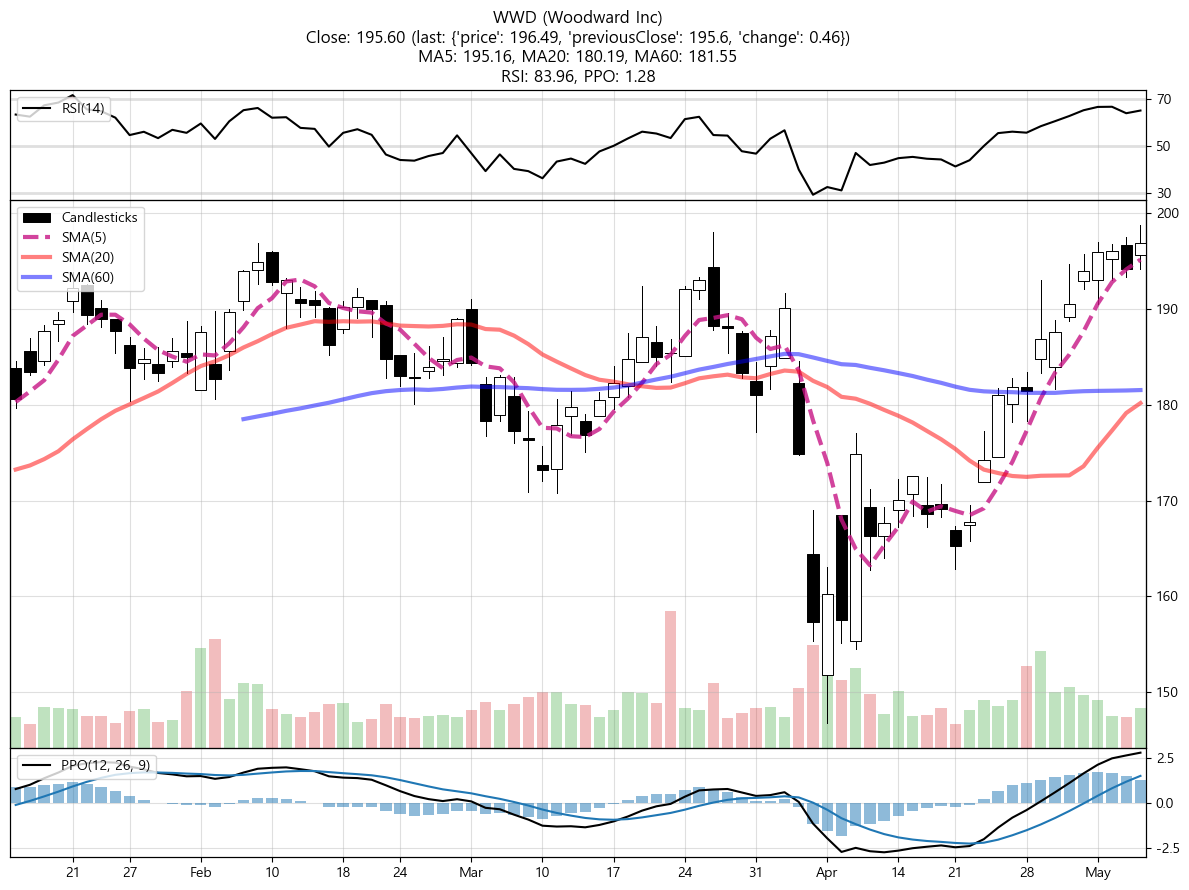 WWD (Woodward Inc)
Close: 195.60 (last: {'price': 196.49, 'previousClose': 195.6, 'change': 0.46})
MA5: 195.16, MA20: 180.19, MA60: 181.55
RSI: 83.96, PPO: 1.28
RSI(14)
70
50
30
Candlesticks
SMA(5)
SMA(20)
SMA(60)
200
190
180
170
160
150
PPO(12, 26, 9)
2.5
0.0
−2.5
21 27 Feb 10 18 24 Mar 10 17 24 31 Apr 14 21 28 May